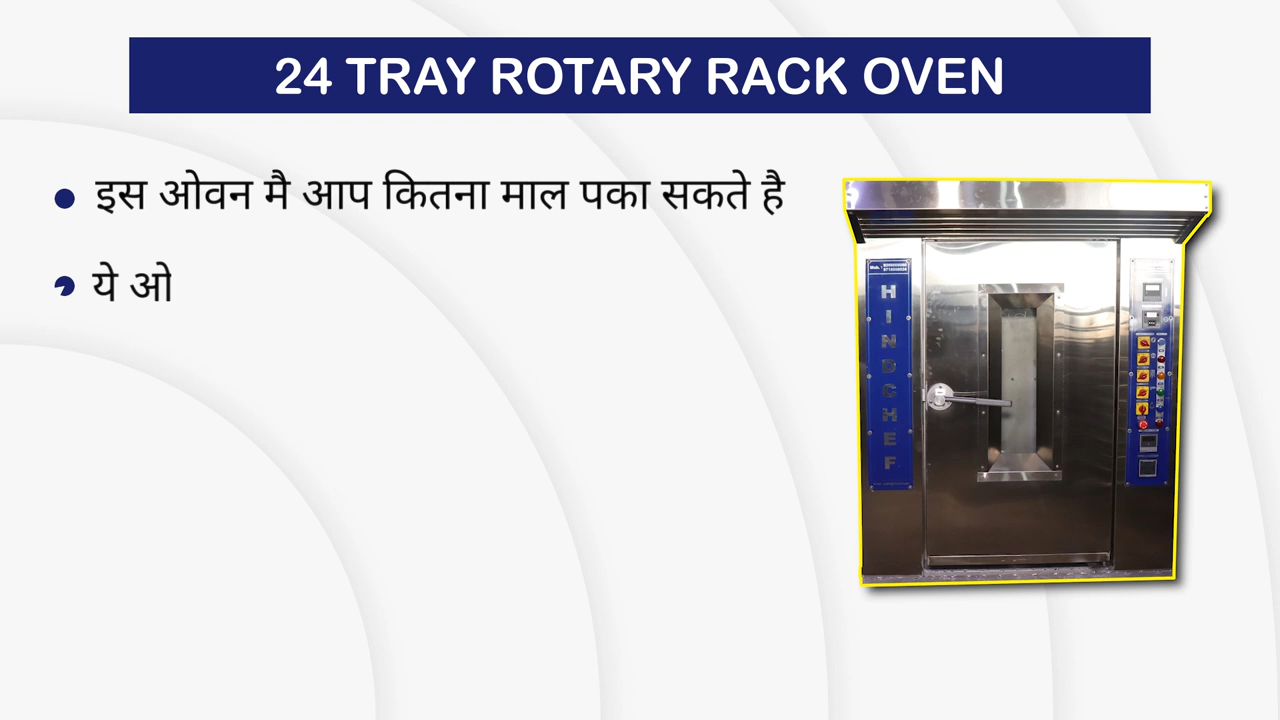 24 TRAY ROTARY RACK OVEN
इस ओवन मै आप कितना माल पका सकते है
ये ओ
HINDCHEF